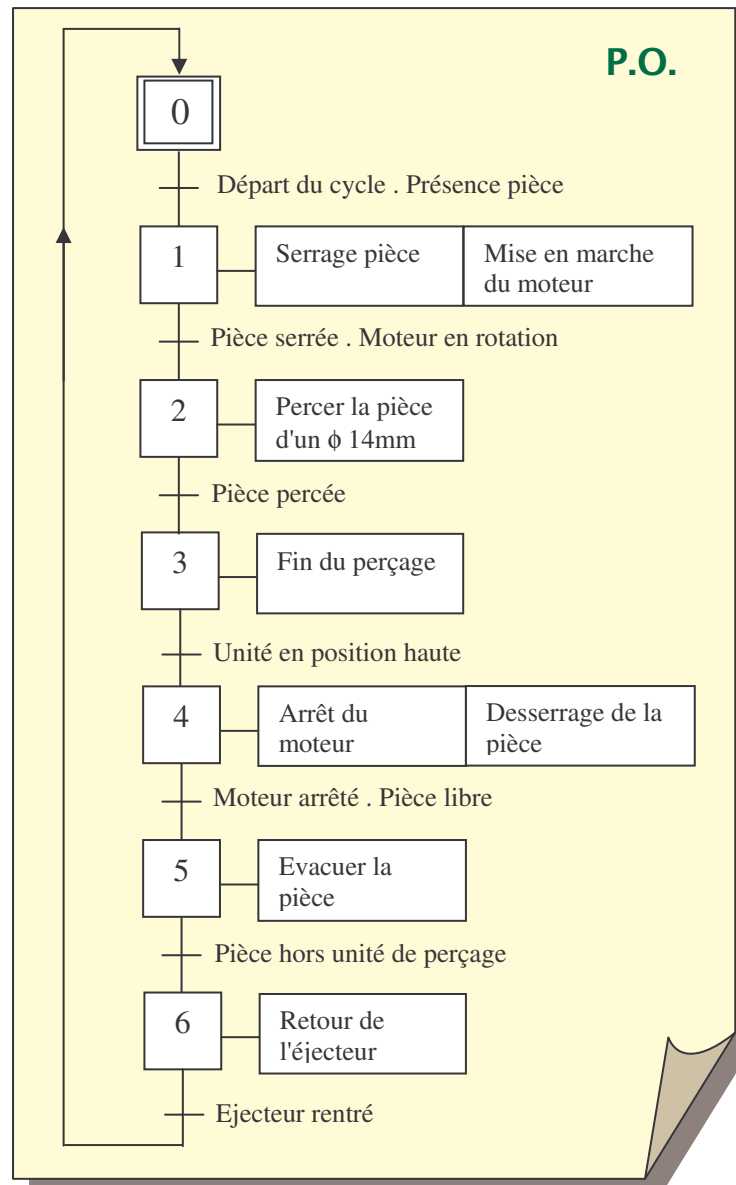 P.O.
0
Départ du cycle . Présence pièce
1
Serrage pièce
Mise en marche
du moteur
Pièce serrée . Moteur en rotation
2
Percer la pièce
d'un ϕ 14mm
Pièce percée
3
Fin du perçage
Unité en position haute
4
Arrêt du
moteur
Desserrage de la
pièce
Moteur arrêté . Pièce libre
5
Evacuer la
pièce
Pièce hors unité de perçage
6
Retour de
l'éjecteur
Ejecteur rentré